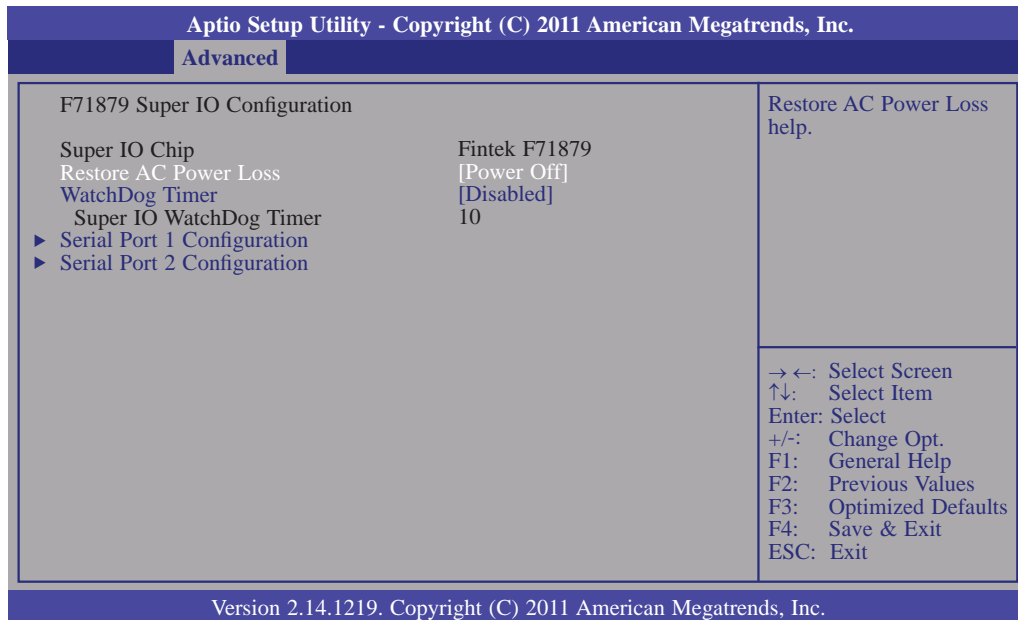 Aptio Setup Utility - Copyright (C) 2011 American Megatrends, Inc.
Advanced
F71879 Super IO Configuration
Super IO Chip Fintek F71879
Restore AC Power Loss [Power Off]
WatchDog Timer [Disabled]
Super IO WatchDog Timer 10
▶ Serial Port 1 Configuration
▶ Serial Port 2 Configuration
Restore AC Power Loss
help.
→ ←: Select Screen
↑↓: Select Item
Enter: Select
+/-: Change Opt.
F1: General Help
F2: Previous Values
F3: Optimized Defaults
F4: Save & Exit
ESC: Exit
Version 2.14.1219. Copyright (C) 2011 American Megatrends, Inc.